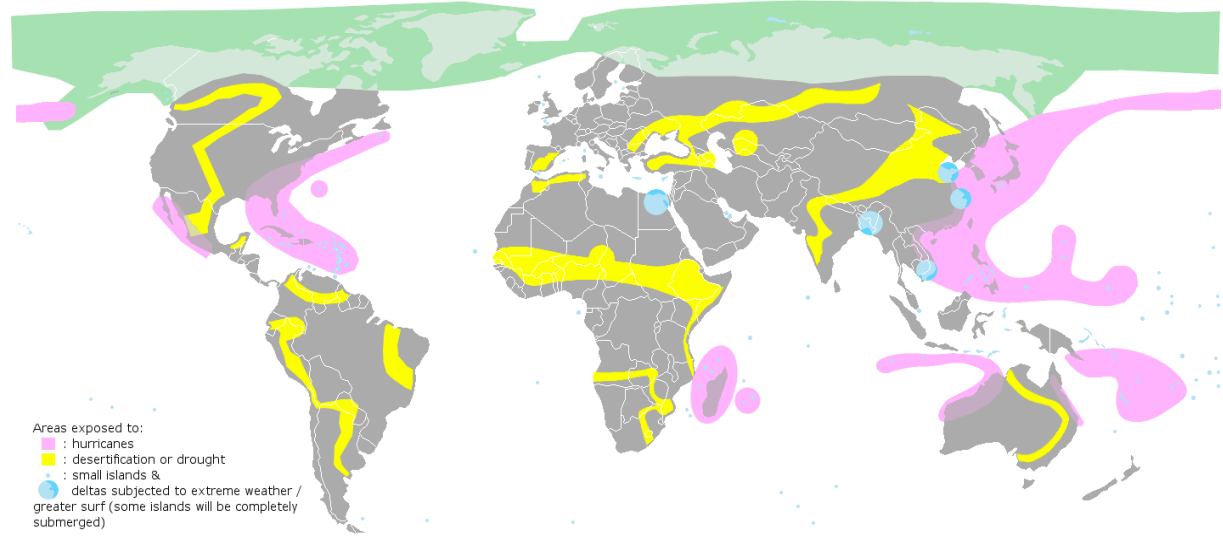 Areas exposed to:
: hurricanes
: desertification or drought
: small islands &
deltas subjected to extreme weather /
greater surf (some islands will be completely
submerged)